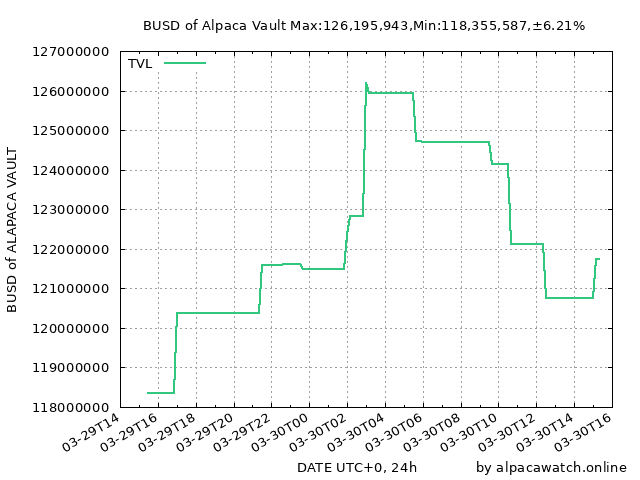 BUSD of Alpaca Vault Max:126,195,943,Min:118,355,587,±6.21%
TVL
127000000
126000000
125000000
124000000
123000000
122000000
121000000
120000000
119000000
118000000
BUSD of ALAPACA VAULT
03-29T14
03-29T16
03-29T18
03-29T20
03-29T22
03-30T00
03-30T02
03-30T04
03-30T06
03-30T08
03-30T10
03-30T12
03-30T14
03-30T16
DATE UTC+0, 24h
by alpacawatch.online